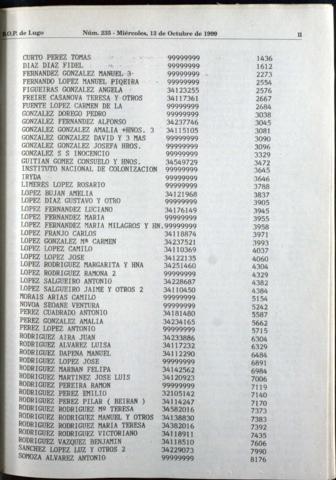 B.O.P. de Lugo Núm. 235 - Miércoles, 13 de Octubre de 1999 11
CURTO PEREZ TOMAS 99999999 1436
DIAZ DIAZ FIDEL 99999999 1612
FERNANDEZ GONZALEZ MANUEL 3 99999999 2273
FERNANDO LOPEZ MANUEL PIQEIRA 99999999 2554
FIGUEIRAS GONZALEZ ANGELA 34123255 2576
FREIRE CASANOVA TERESA Y OTROS 34117361 2667
FUENTE LOPEZ CARMEN DE LA 99999999 2684
GONZALEZ DOREGO PEDRO 99999999 3038
GONZALEZ FERNANDEZ ALFONSO 34237746 3045
GONZALEZ GONZALEZ AMALIA +HNOS. 3 34115105 3081
GONZALEZ GONZALEZ DAVID Y 3 MAS 99999999 3090
GONZALEZ GONZALEZ JOSEFA HROS. 99999999 3096
GONZALEZ S S INOCENCIO 99999999 3329
GUITIAN GOMEZ CONSUELO Y HNOS. 34549729 3472
INSTITUTO NACIONAL DE COLONIZACION 99999999 3645
IRYDA 99999999 3646
LIMERES LOPEZ ROSARIO 99999999 3788
LOPEZ BUJAN AMELIA 34121968 3837
LOPEZ DIAZ GUSTAVO Y OTRO 99999999 3905
LOPEZ FERNANDEZ LUCIANO 34176149 3945
LOPEZ FERNANDEZ MARIA 99999999 3955
LOPEZ FERNANDEZ MARIA MILAGROS Y HN. 99999999 3958
LOPEZ FRANJO CARLOS 34118874 3971
LOPEZ GONZALEZ Mª CARMEN 34237521 3993
LOPEZ LOPEZ CAMILO 34110369 4037
LOPEZ LOPEZ JOSE 34122135 4060
LOPEZ RODRIGUEZ MARGARITA Y HNA 34251460 4304
LOPEZ RODRIGUEZ RAMONA 2 99999999 4329
LOPEZ SALGUEIRO ANTONIO 34228687 4382
LOPEZ SALGUEIRO JAIME Y OTROS 2 34110450 4384
MORAIS ARIAS CAMILO 99999999 5154
NOVOA SEOANE VENTURA 99999999 5242
PEREZ CUADRADO ANTONIO 34181480 5587
PEREZ GONZALEZ AMALIA 34234165 5662
PEREZ LOPEZ ANTONIO 99999999 5715
RODRIGUEZ AIRA JUAN 34233886 6304
RODRIGUEZ ALVAREZ LUISA 34117232 6329
RODRIGUEZ DAPENA MANUEL 34112290 6484
RODRIGUEZ LOPEZ JOSE 99999999 6891
RODRIGUEZ MARBAN FELIPA 34142562 6984
RODRIGUEZ MARTINEZ JOSE LUIS 34120923 7006
RODRIGUEZ PEREIRA RAMON 99999999 7119
RODRIGUEZ PEREZ EMILIO 32105142 7140
RODRIGUEZ PEREZ PILAR ( BEIRAN ) 34114247 7170
RODRIGUEZ RODRIGUEZ Mª TERESA 34582016 7373
RODRIGUEZ RODRIGUEZ MANUEL Y OTROS 34113830 7383
RODRIGUEZ RODRIGUEZ MARIA TERESA 34382016 7392
RODRIGUEZ RODRIGUEZ VICTORIANO 34118911 7435
RODRIGUEZ VAZQUEZ BENJAMIN 34118510 7606
SANCHEZ LOPEZ LUZ Y OTROS 2 34229073 7990
SOMOZA ALVAREZ ANTONIO 99999999 8176